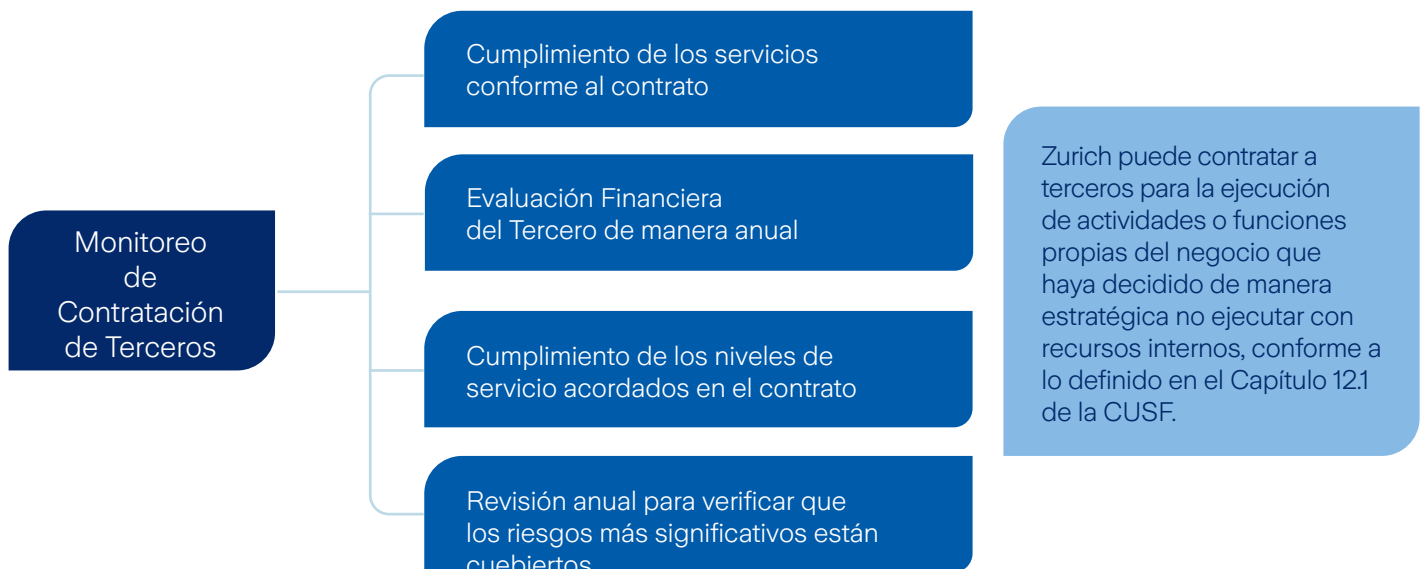 Monitoreo
de
Contratación
de Terceros
Cumplimiento de los servicios
conforme al contrato
Evaluación Financiera
del Tercero de manera anual
Cumplimiento de los niveles de
servicio acordados en el contrato
Revisión anual para verificar que
los riesgos más significativos están
cuebiertos
Zurich puede contratar a
terceros para la ejecución
de actividades o funciones
propias del negocio que
haya decidido de manera
estratégica no ejecutar con
recursos internos, conforme a
lo definido en el Capítulo 12.1
de la CUSF.